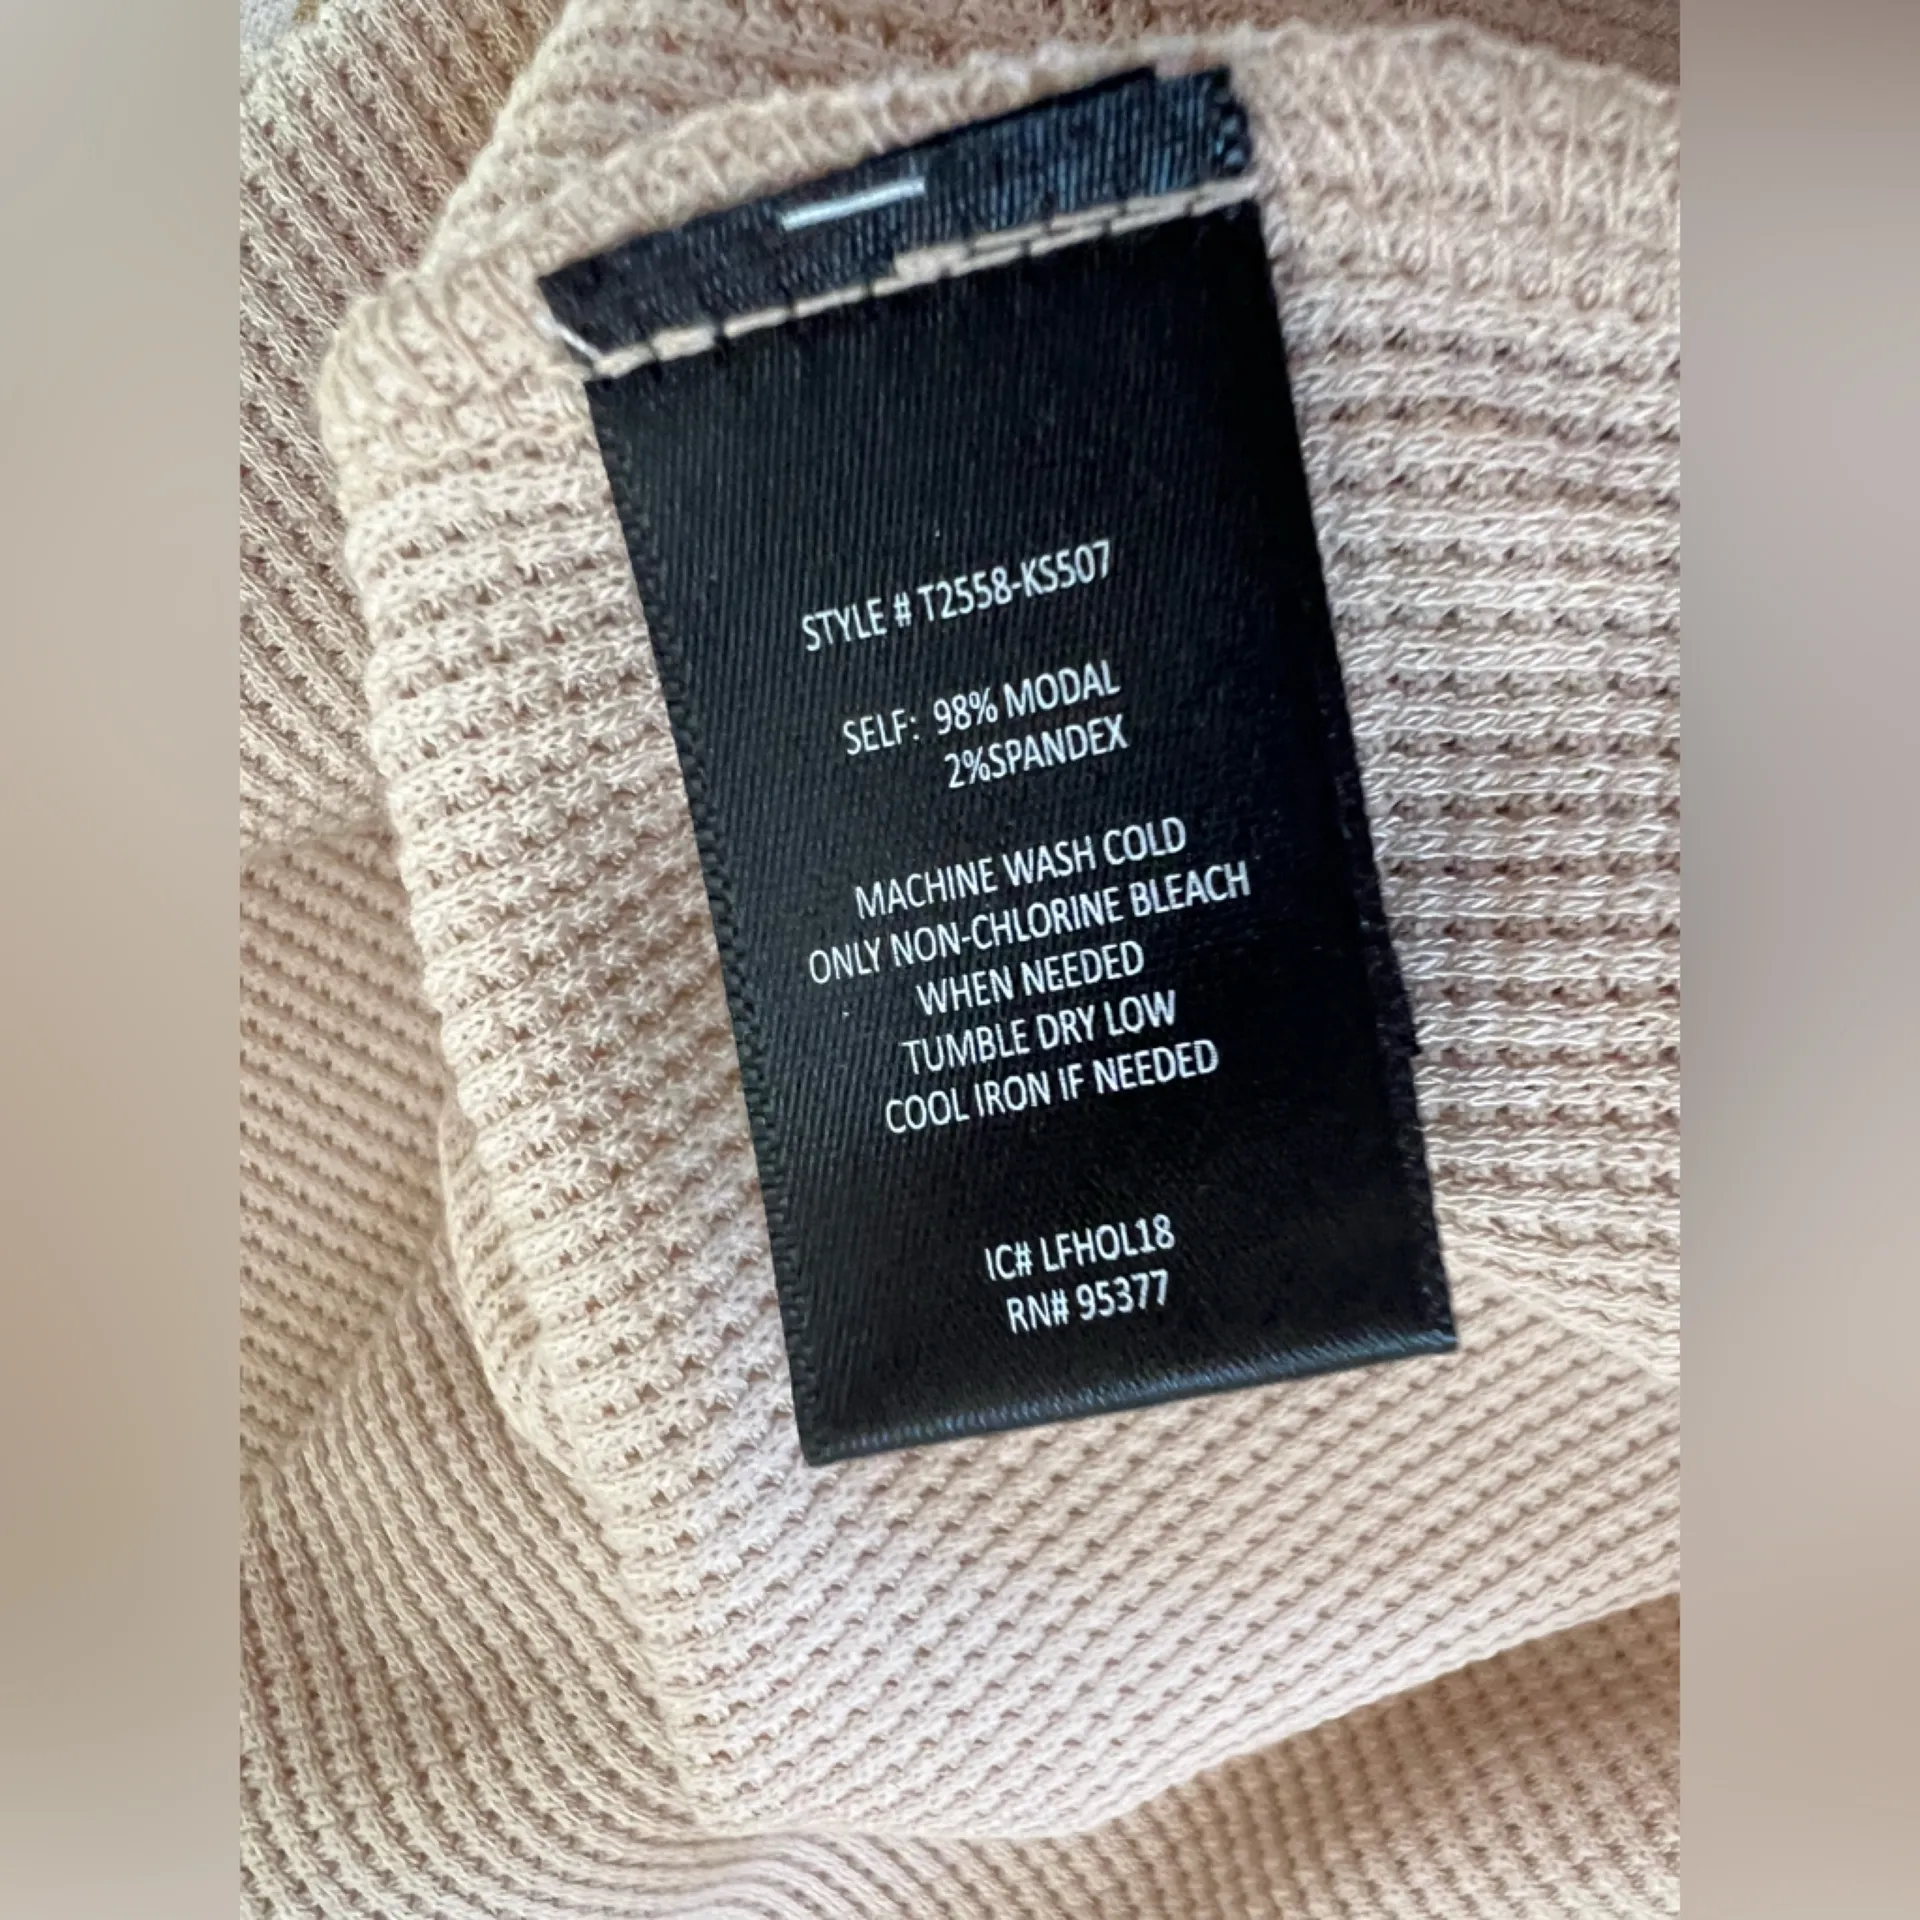 STYLE # T2558-KS507
SELF: 98% MODAL
2%SPANDEX
MACHINE WASH COLD
ONLY NON-CHLORINE BLEACH
WHEN NEEDED
TUMBLE DRY LOW
COOL IRON IF NEEDED
IC# LFHOL18
RN# 95377